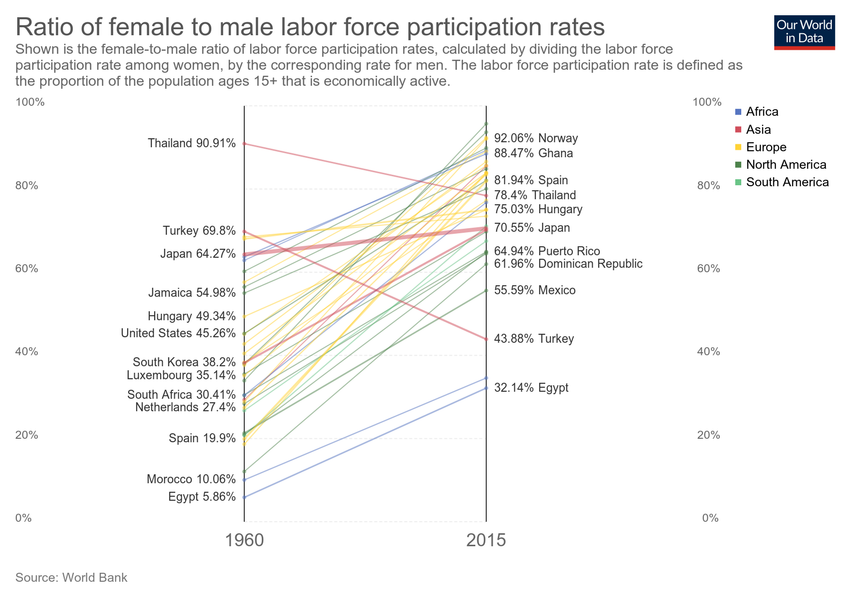 Ratio of female to male labor force participation rates
Shown is the female-to-male ratio of labor force participation rates, calculated by dividing the labor force
participation rate among women, by the corresponding rate for men. The labor force participation rate is defined as
the proportion of the population ages 15+ that is economically active.
Our World
in Data
100%
80%
60%
40%
20%
0%
Thailand 90.91%
Turkey 69.8%
Japan 64.27%
Jamaica 54.98%
Hungary 49.34%
United States 45.26%
South Korea 38.2%
Luxembourg 35.14%
South Africa 30.41%
Netherlands 27.4%
Spain 19.9%
Morocco 10.06%
Egypt 5.86%
92.06% Norway
88.47% Ghana
81.94% Spain
78.4% Thailand
75.03% Hungary
70.55% Japan
64.94% Puerto Rico
61.96% Dominican Republic
55.59% Mexico
43.88% Turkey
32.14% Egypt
100%
80%
60%
40%
20%
0%
Africa
Asia
Europe
North America
South America
1960
2015
Source: World Bank